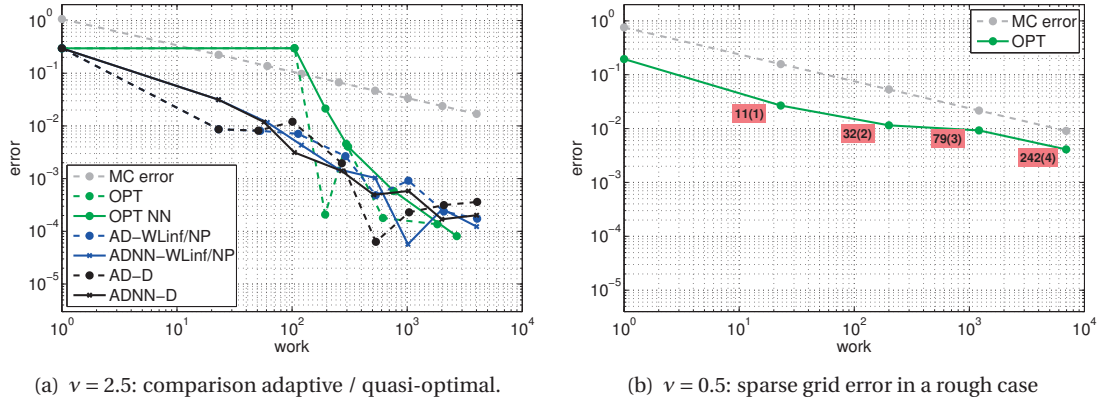 10^0
10^-1
10^-2
10^-3
10^-4
10^-5
error
MC error
OPT
OPT NN
AD-WLinf/NP
ADNN-WLinf/NP
AD-D
ADNN-D
10^0
10^1
10^2
10^3
10^4
work
(a) ν = 2.5: comparison adaptive / quasi-optimal.
10^0
10^-1
10^-2
10^-3
10^-4
10^-5
error
MC error
OPT
11(1)
32(2)
79(3)
242(4)
10^0
10^1
10^2
10^3
10^4
work
(b) ν = 0.5: sparse grid error in a rough case